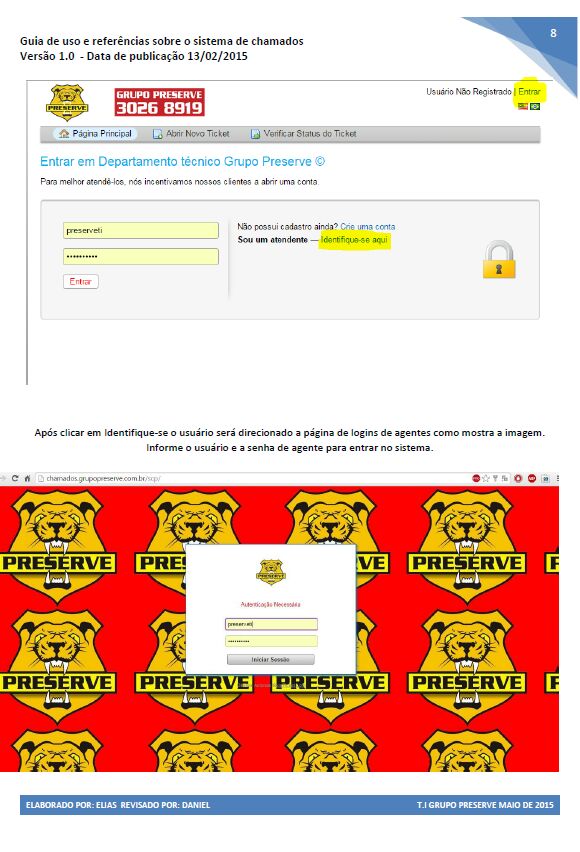 8
Guia de uso e referências sobre o sistema de chamados
Versão 1.0 - Data de publicação 13/02/2015
PRESERVE
GRUPO PRESERVE
3026 8919
Usuário Não Registrado | Entrar
Página Principal Abrir Novo Ticket Verificar Status do Ticket
Entrar em Departamento técnico Grupo Preserve ©
Para melhor atendê-los, nós incentivamos nossos clientes a abrir uma conta.
preserveti
••••••••••
Entrar
Não possui cadastro ainda? Crie uma conta
Sou um atendente — Identifique-se aqui
Após clicar em Identifique-se o usuário será direcionado a página de logins de agentes como mostra a imagem.
Informe o usuário e a senha de agente para entrar no sistema.
chamados.grupopreserve.com.br/scp/
PRESERVE PRESERVE PRESERVE PRESERVE
PRESERVE
Autenticação Necessária
preserveti
••••••••••
Iniciar Sessão
PRESERVE PRESERVE PRESERVE PRESERVE
ELABORADO POR: ELIAS REVISADO POR: DANIEL T.I GRUPO PRESERVE MAIO DE 2015